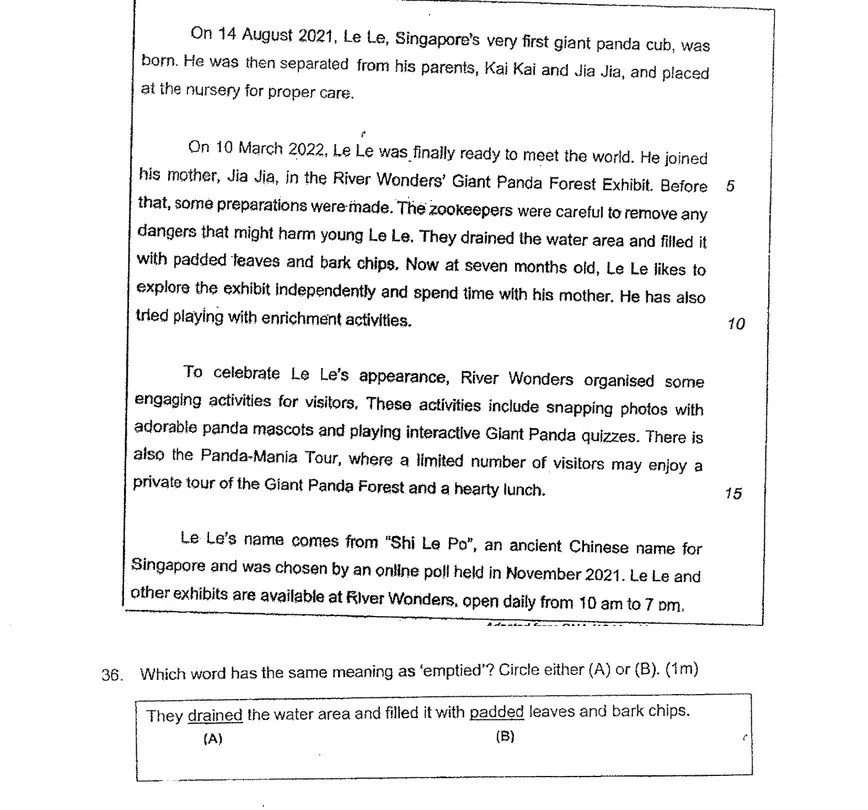 On 14 August 2021, Le Le, Singapore's very first giant panda cub, was
born. He was then separated from his parents, Kai Kai and Jia Jia, and placed
at the nursery for proper care.
On 10 March 2022, Le Le was finally ready to meet the world. He joined
his mother, Jia Jia, in the River Wonders' Giant Panda Forest Exhibit. Before 5
that, some preparations were made. The zookeepers were careful to remove any
dangers that might harm young Le Le. They drained the water area and filled it
with padded leaves and bark chips. Now at seven months old, Le Le likes to
explore the exhibit independently and spend time with his mother. He has also
tried playing with enrichment activities. 10
To celebrate Le Le's appearance, River Wonders organised some
engaging activities for visitors. These activities include snapping photos with
adorable panda mascots and playing interactive Giant Panda quizzes. There is
also the Panda-Mania Tour, where a limited number of visitors may enjoy a
private tour of the Giant Panda Forest and a hearty lunch. 15
Le Le's name comes from "Shi Le Po", an ancient Chinese name for
Singapore and was chosen by an online poll held in November 2021. Le Le and
other exhibits are available at River Wonders, open daily from 10 am to 7 pm.
36. Which word has the same meaning as 'emptied'? Circle either (A) or (B). (1m)
They drained the water area and filled it with padded leaves and bark chips.
(A) (B)